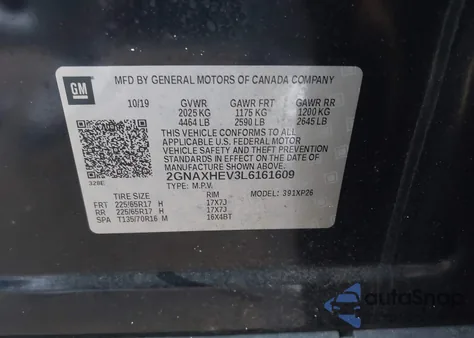 GM
MFD BY GENERAL MOTORS OF CANADA COMPANY
10/19 GVWR GAWR FRT GAWR RR
2025 KG 1175 KG 1200 KG
4464 LB 2590 LB 2645 LB
THIS VEHICLE CONFORMS TO ALL
APPLICABLE U.S. FEDERAL MOTOR
VEHICLE SAFETY AND THEFT
PREVENTION STANDARDS IN EFFECT
ON THE DATE OF
MANUFACTURE SHOWN ABOVE.
328E
2GNAXHEV3L6161609
TYPE: M.P.V. MODEL: 391XP26
TIRE SIZE RIM
FRT 225/65R17 H 17X7J
RR 225/65R17 H 17X7J
SPA T135/70R16 M 16X4BT
autoSnap